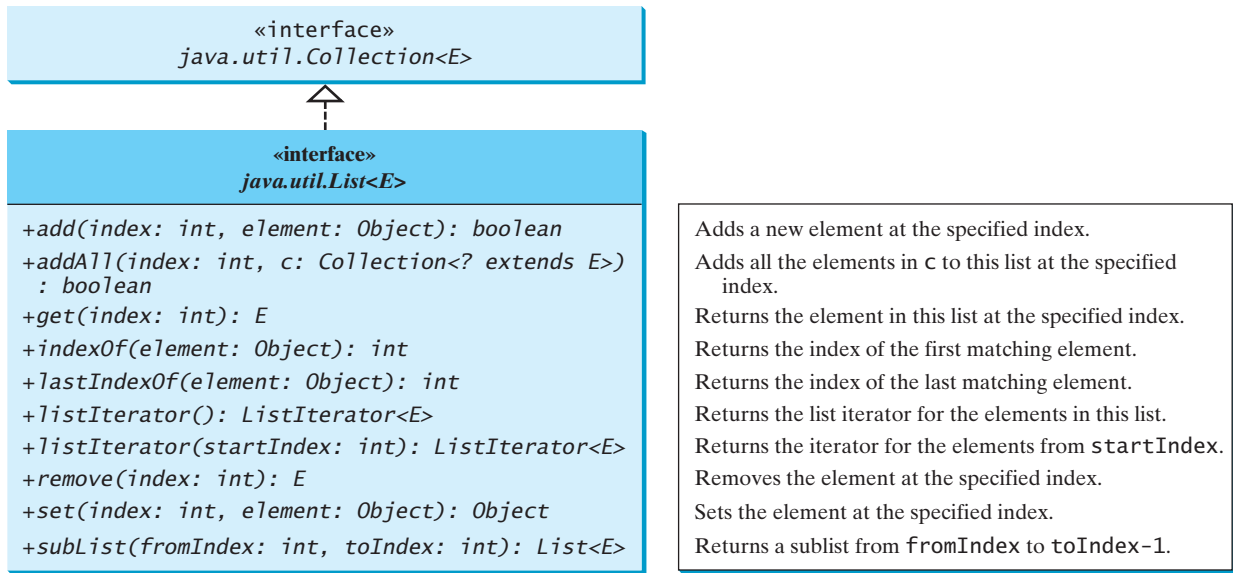 «interface»
java.util.Collection<E>
«interface»
java.util.List<E>
+add(index: int, element: Object): boolean
+addAll(index: int, c: Collection<? extends E>)
: boolean
+get(index: int): E
+indexOf(element: Object): int
+lastIndexOf(element: Object): int
+listIterator(): ListIterator<E>
+listIterator(startIndex: int): ListIterator<E>
+remove(index: int): E
+set(index: int, element: Object): Object
+subList(fromIndex: int, toIndex: int): List<E>
Adds a new element at the specified index.
Adds all the elements in c to this list at the specified
index.
Returns the element in this list at the specified index.
Returns the index of the first matching element.
Returns the index of the last matching element.
Returns the list iterator for the elements in this list.
Returns the iterator for the elements from startIndex.
Removes the element at the specified index.
Sets the element at the specified index.
Returns a sublist from fromIndex to toIndex-1.